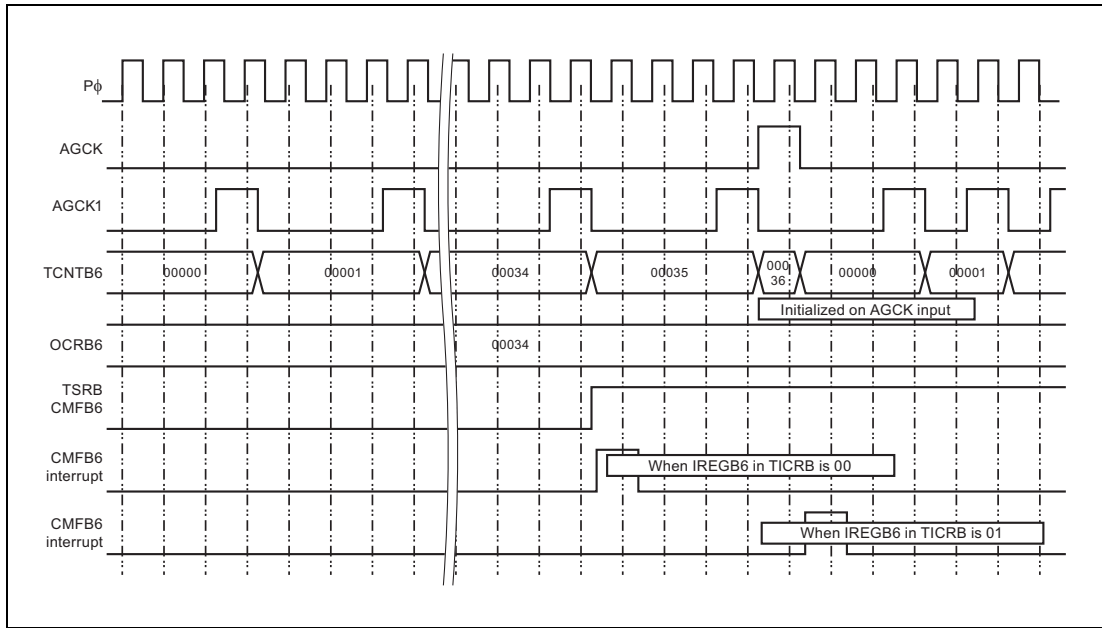 Pϕ
AGCK
AGCK1
TCNTB6
00000
00001
00034
00035
000
36
00000
00001
Initialized on AGCK input
OCRB6
00034
TSRB
CMFB6
CMFB6
interrupt
When IREGB6 in TICRB is 00
CMFB6
interrupt
When IREGB6 in TICRB is 01